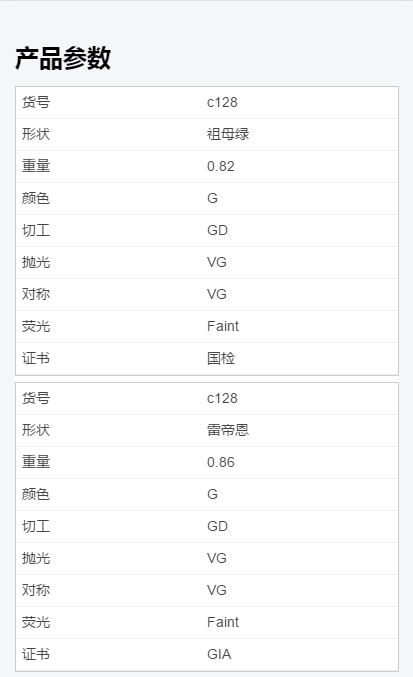 产品参数
货号 c128
形状 祖母绿
重量 0.82
颜色 G
切工 GD
抛光 VG
对称 VG
荧光 Faint
证书 国检
货号 c128
形状 雷帝恩
重量 0.86
颜色 G
切工 GD
抛光 VG
对称 VG
荧光 Faint
证书 GIA